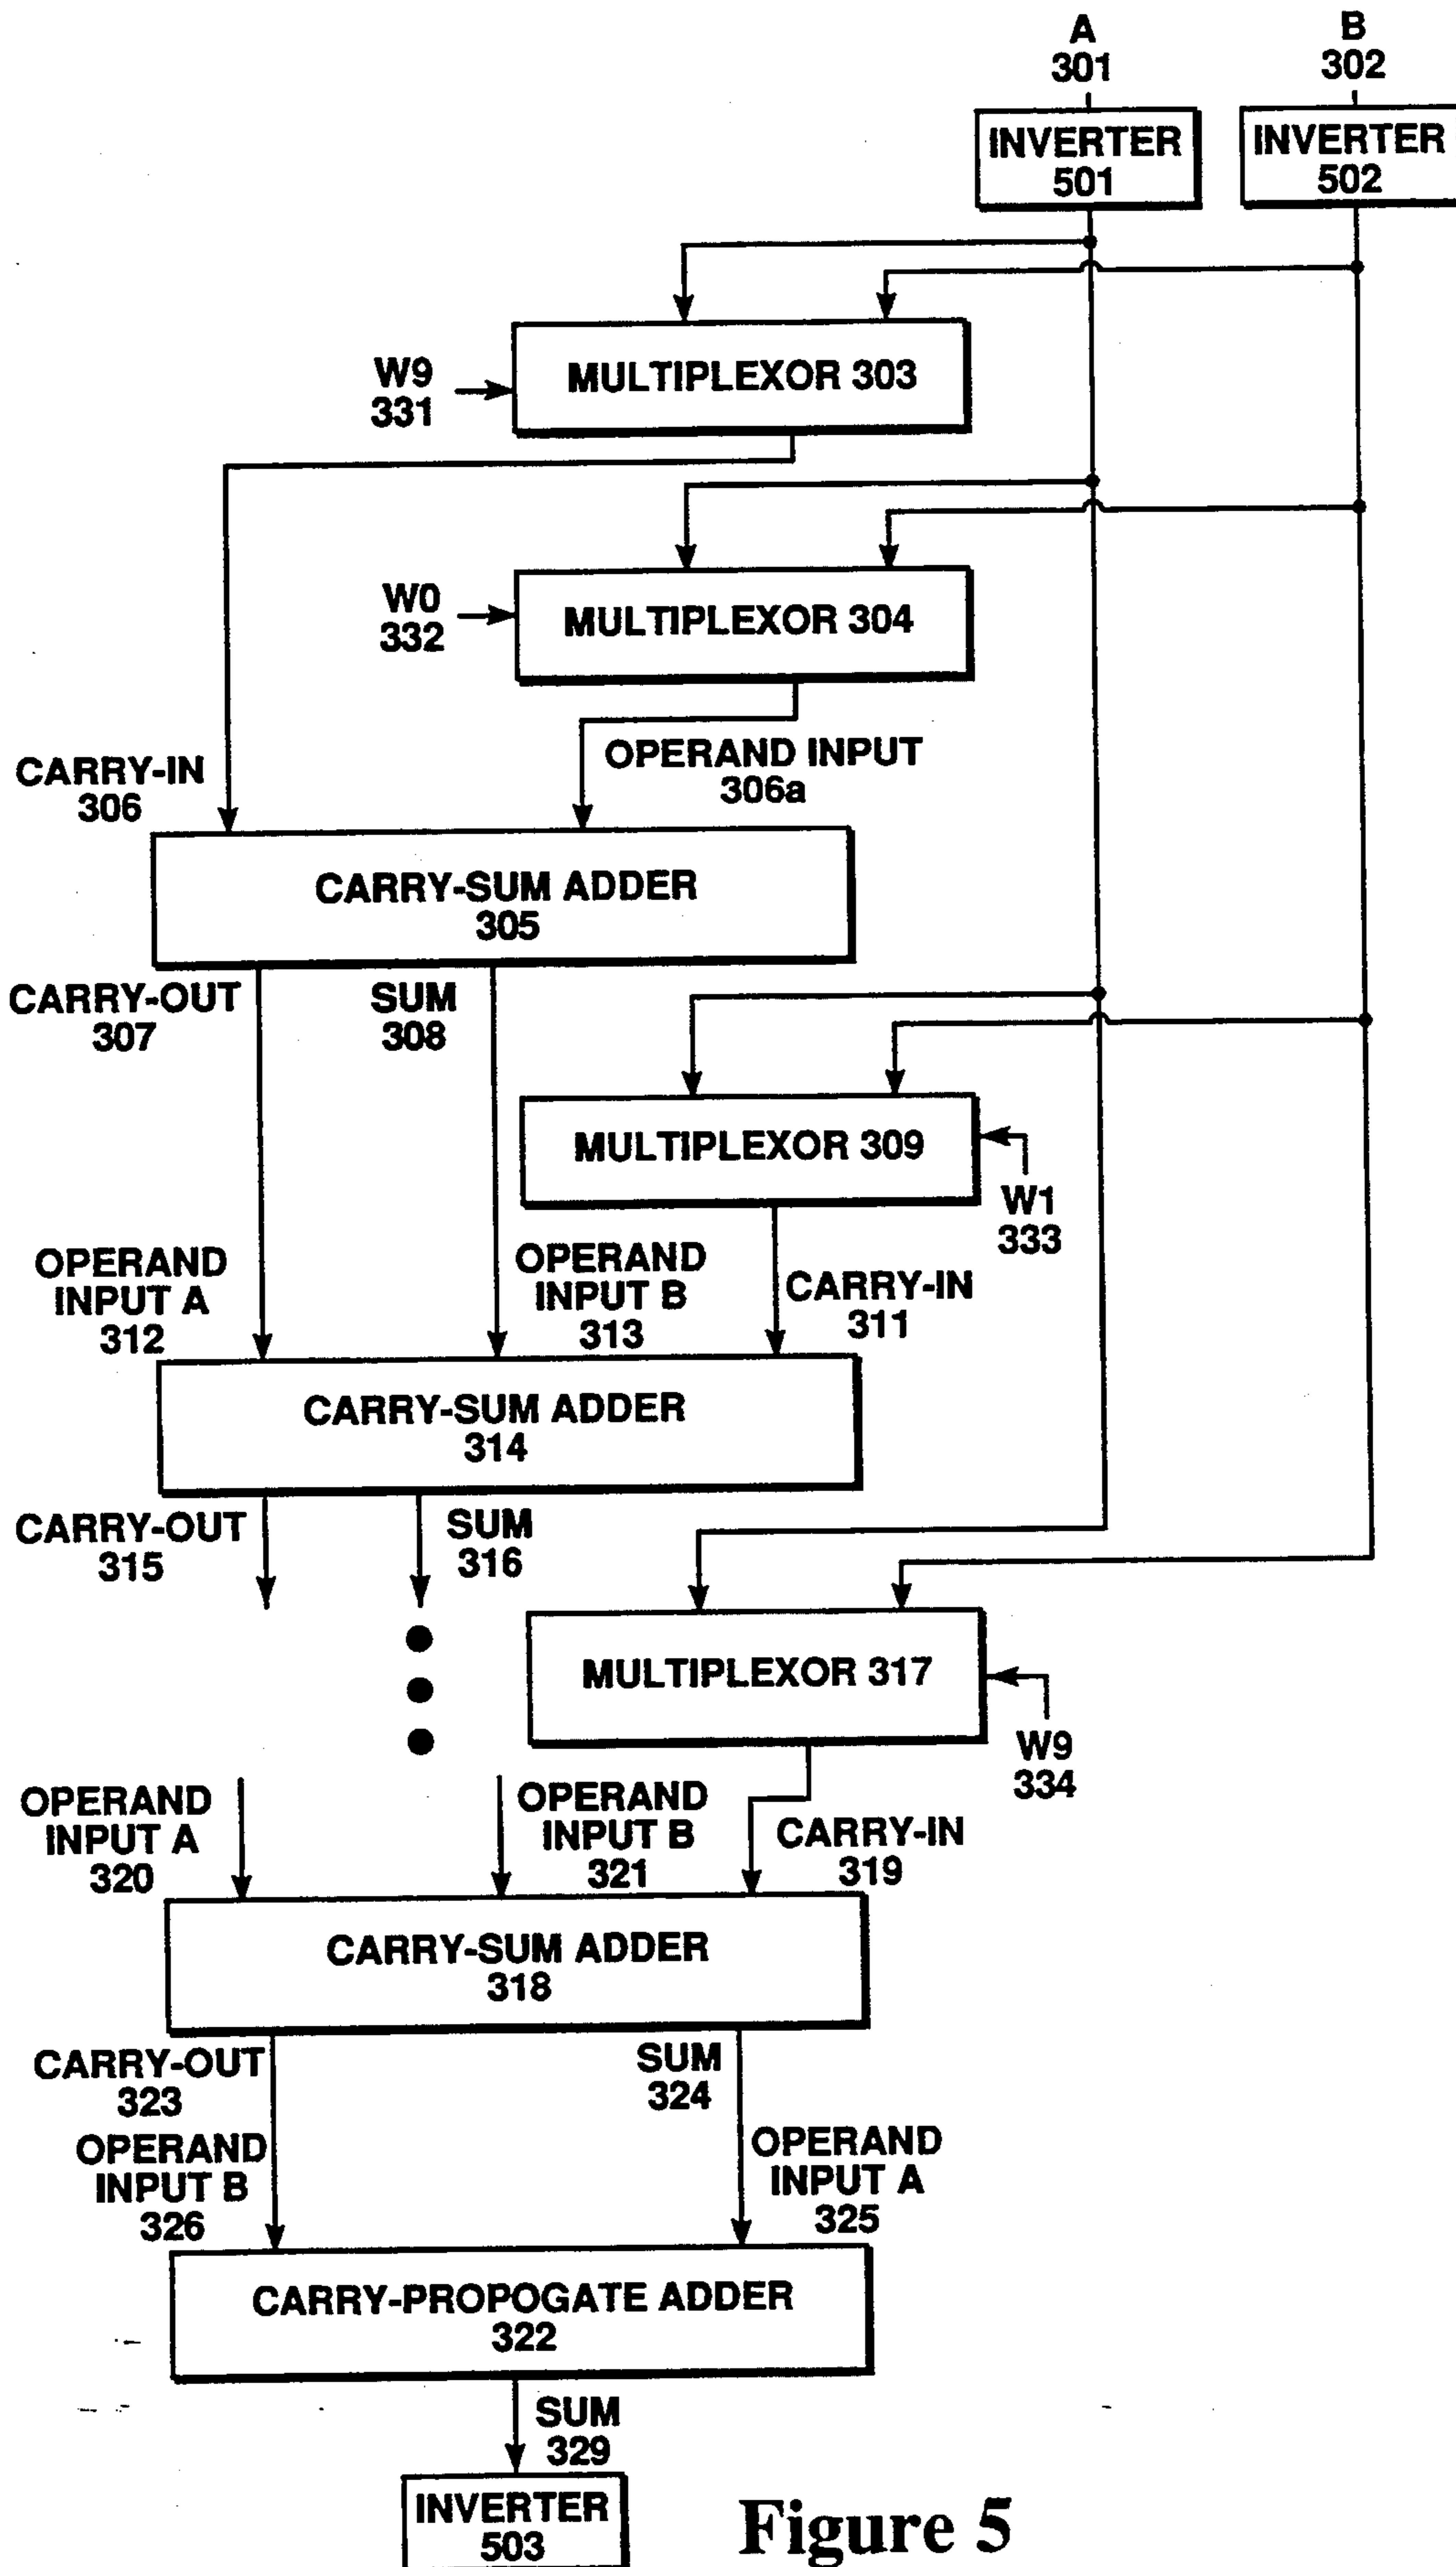 A
301
B
302
INVERTER
501
INVERTER
502
MULTIPLEXOR 303
W9
331
MULTIPLEXOR 304
W0
332
OPERAND INPUT
306a
CARRY-IN
306
CARRY-SUM ADDER
305
CARRY-OUT
307
SUM
308
MULTIPLEXOR 309
W1
333
OPERAND
INPUT A
312
OPERAND
INPUT B
313
CARRY-IN
311
CARRY-SUM ADDER
314
CARRY-OUT
315
SUM
316
MULTIPLEXOR 317
W9
334
OPERAND
INPUT A
320
OPERAND
INPUT B
321
CARRY-IN
319
CARRY-SUM ADDER
318
CARRY-OUT
323
SUM
324
OPERAND
INPUT B
326
OPERAND
INPUT A
325
CARRY-PROPOGATE ADDER
322
SUM
329
INVERTER
503
Figure 5